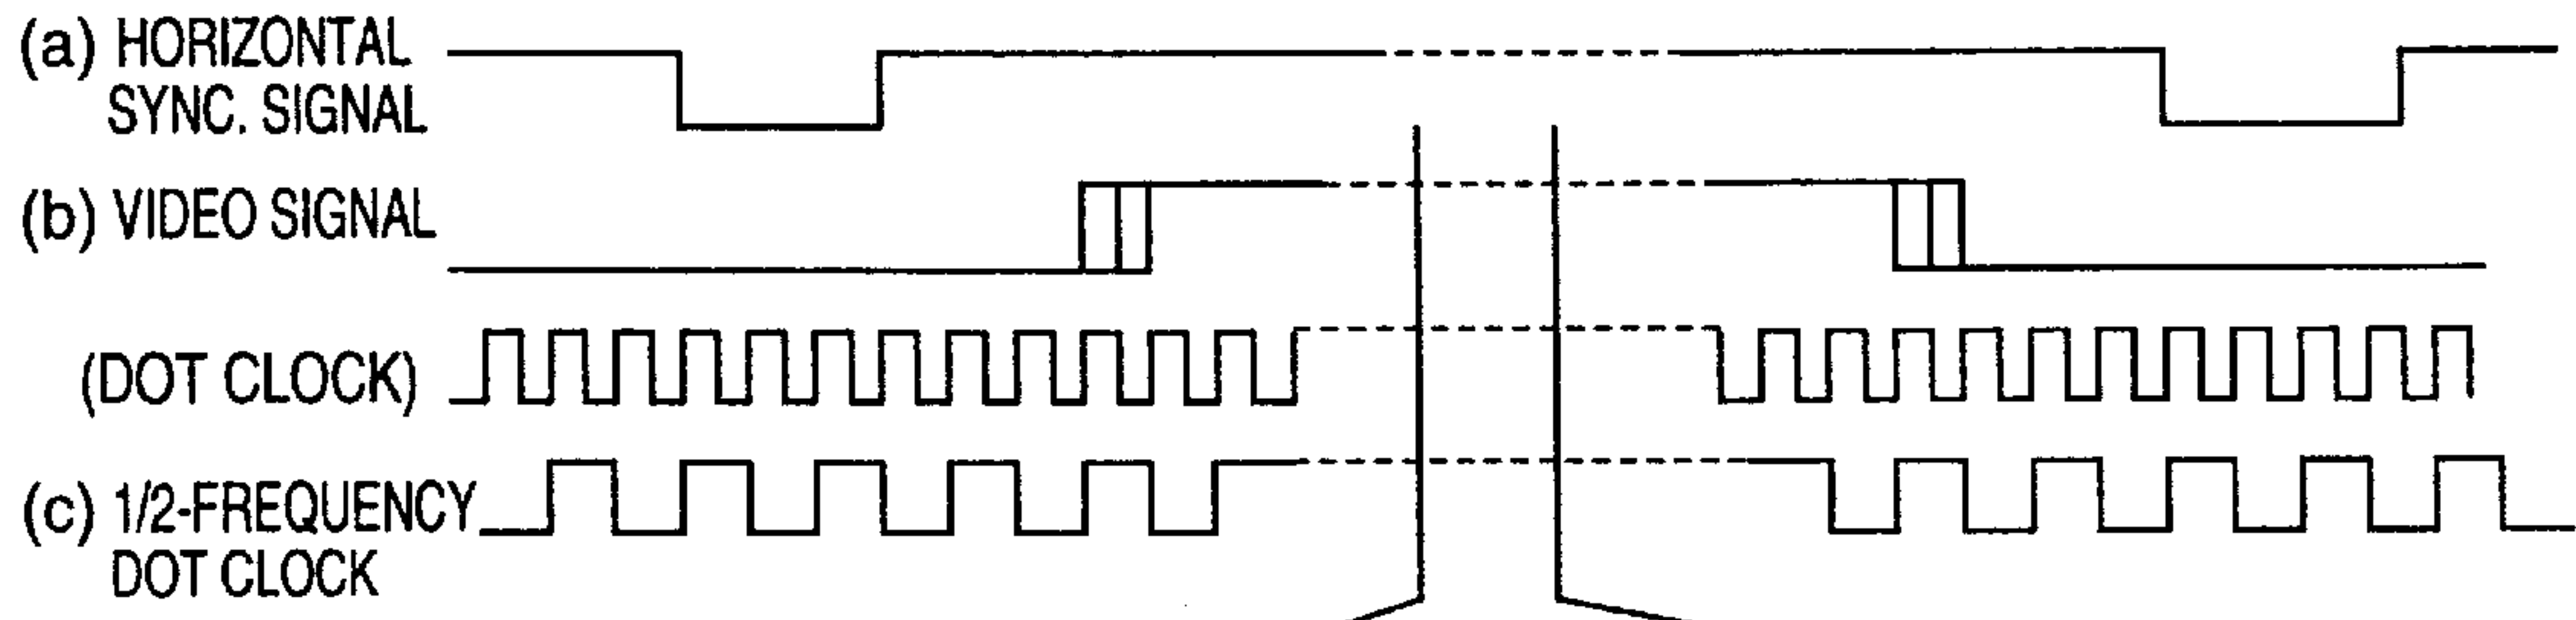 (a) HORIZONTAL
SYNC. SIGNAL
(b) VIDEO SIGNAL
(DOT CLOCK)
(c) 1/2-FREQUENCY
DOT CLOCK